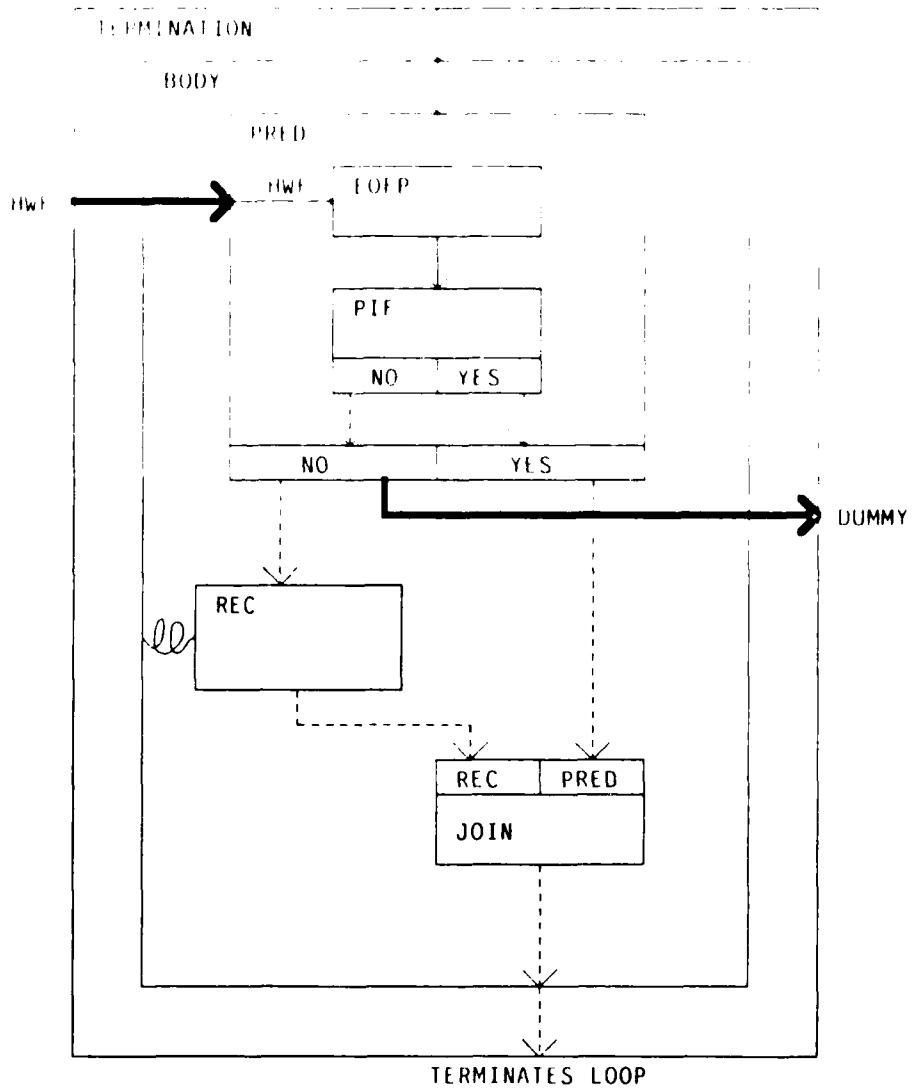 TERMINATION
BODY
PRED
HWF HWF EOFP
PIF
NO YES
NO YES
DUMMY
REC
REC PRED
JOIN
TERMINATES LOOP